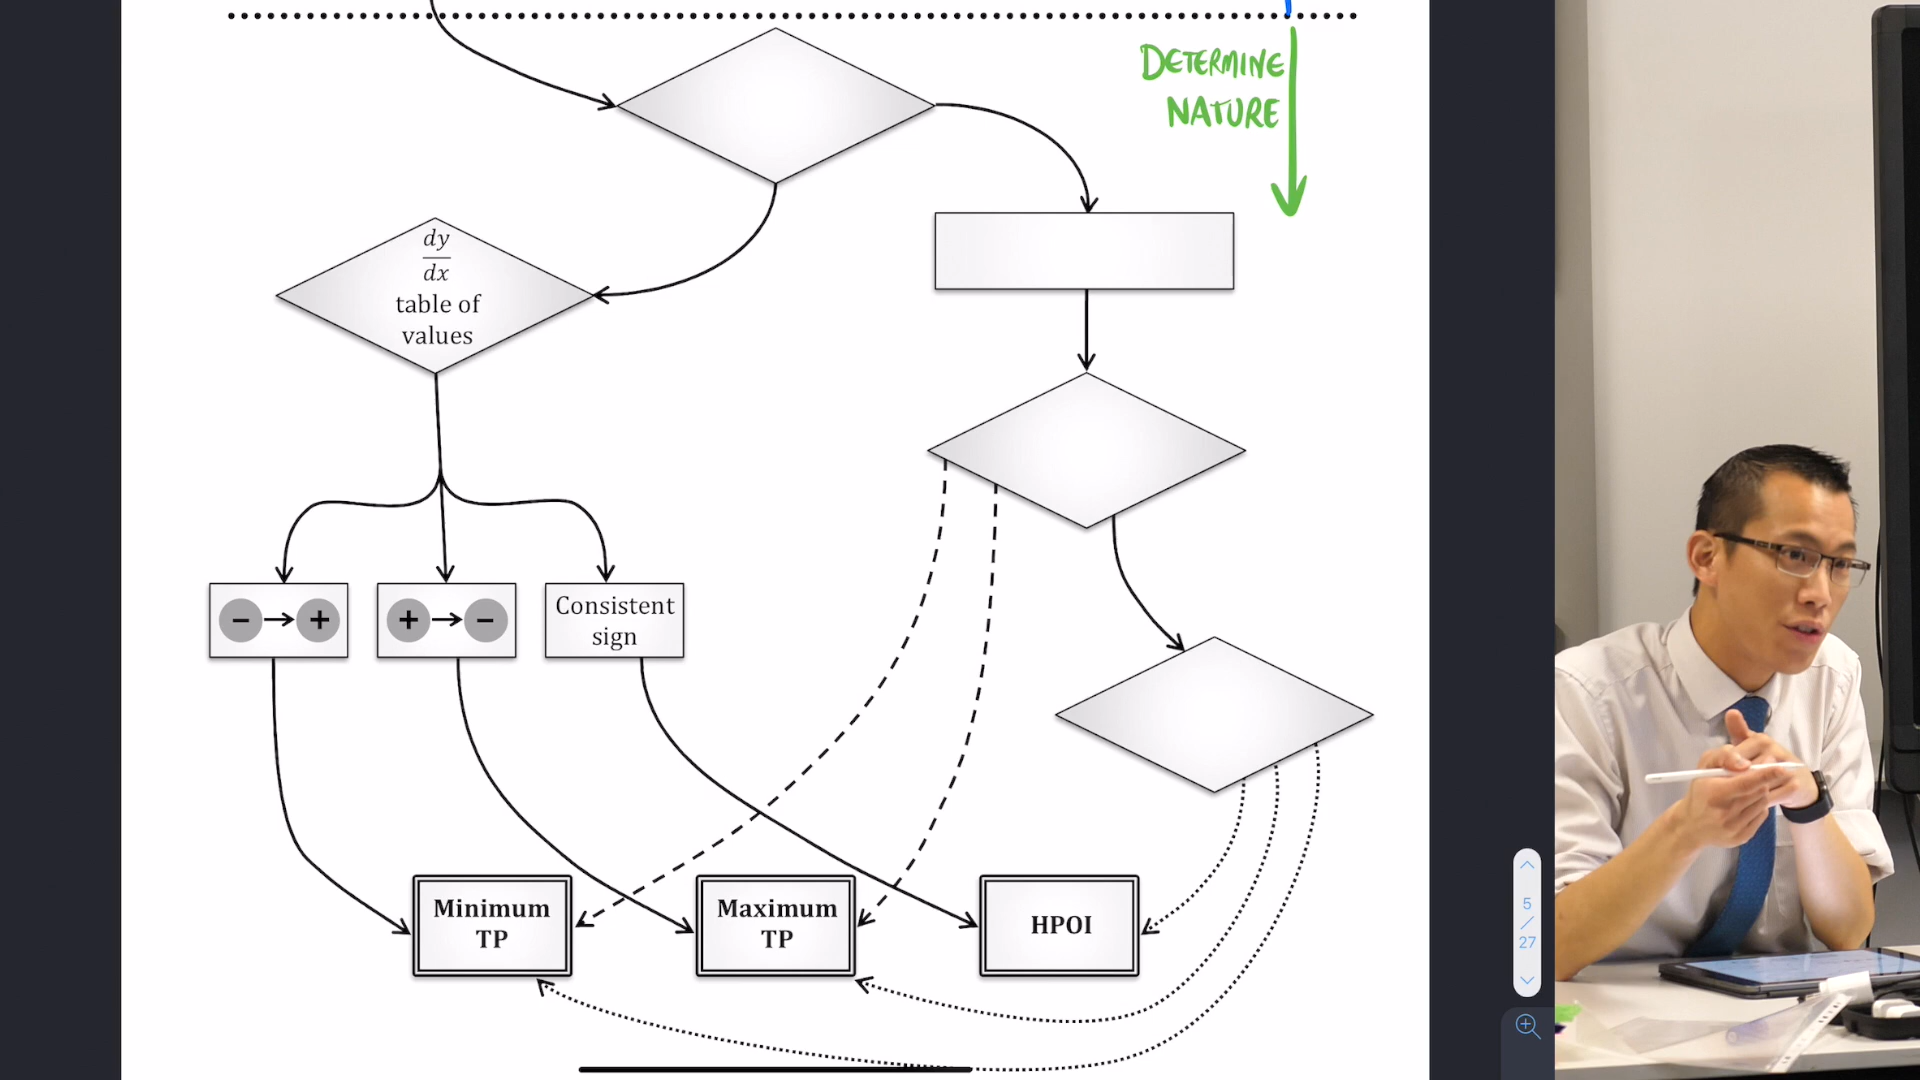 DETERMINE
NATURE
dy
dx
table of
values
− → +
+ → −
Consistent
sign
Minimum
TP
Maximum
TP
HPOI
5
/
27